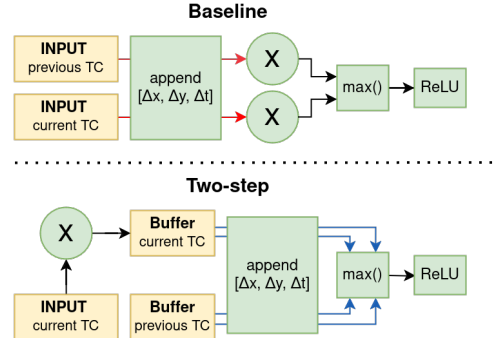 Baseline
INPUT
previous TC
INPUT
current TC
append
[Δx, Δy, Δt]
X
X
max()
ReLU
Two-step
X
INPUT
current TC
Buffer
current TC
Buffer
previous TC
append
[Δx, Δy, Δt]
max()
ReLU